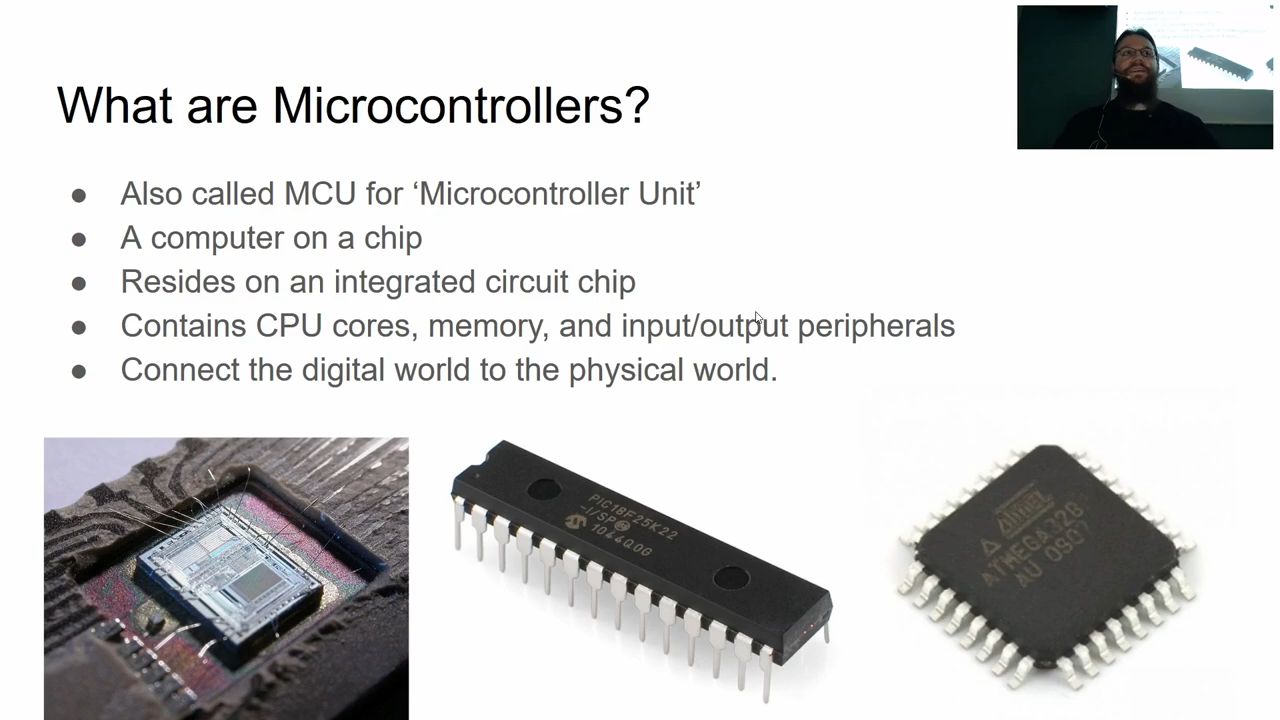 What are Microcontrollers?
● Also called MCU for ‘Microcontroller Unit’
● A computer on a chip
● Resides on an integrated circuit chip
● Contains CPU cores, memory, and input/output peripherals
● Connect the digital world to the physical world.
PIC18F25K22
-I/SP
1044Q0G
ATMEL
ATMEGA328
AU 0907